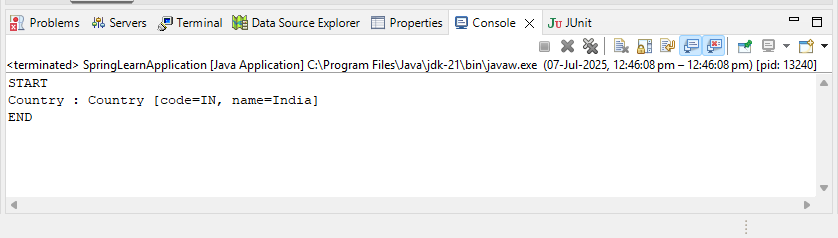 Problems Servers Terminal Data Source Explorer Properties Console JUnit
<terminated> SpringLearnApplication [Java Application] C:\Program Files\Java\jdk-21\bin\javaw.exe (07-Jul-2025, 12:46:08 pm – 12:46:08 pm) [pid: 13240]
START
Country : Country [code=IN, name=India]
END